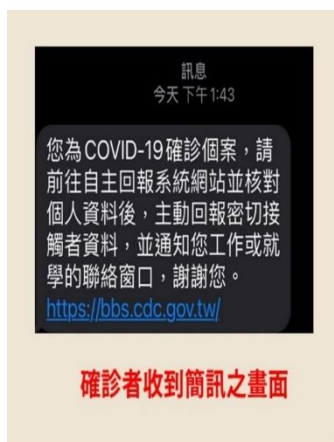 訊息
今天 下午 1:43
您為COVID-19確診個案，請
前往自主回報系統網站並核對
個人資料後，主動回報密切接
觸者資料，並通知您工作或就
學的聯絡窗口，謝謝您。
https://bbs.cdc.gov.tw/
確診者收到簡訊之畫面